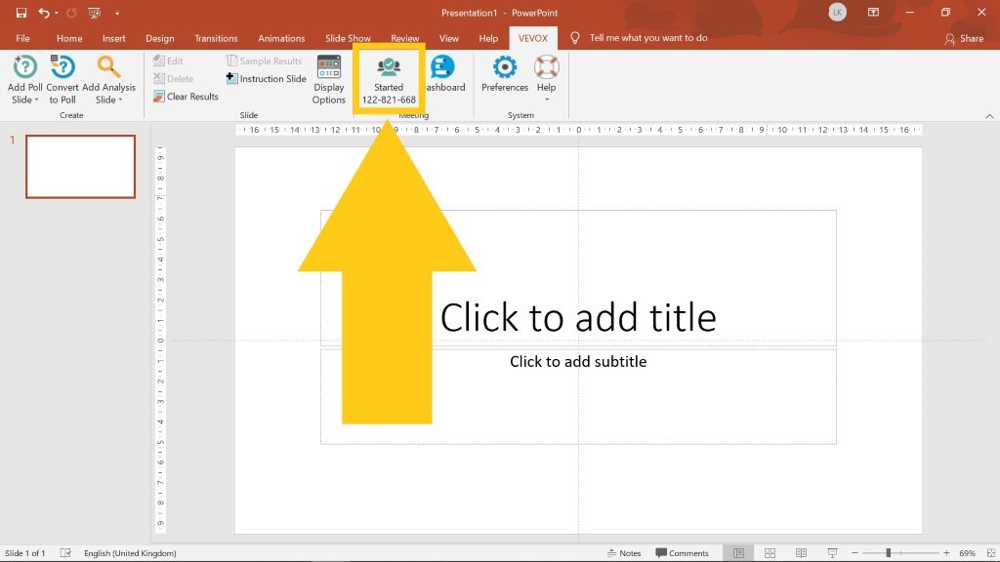 Presentation1 - PowerPoint
LK
File Home Insert Design Transitions Animations Slide Show Review View Help VEVOX Tell me what you want to do Share
Add Poll Slide
Convert to Poll
Add Analysis Slide
Create
Edit
Delete
Clear Results
Sample Results
Instruction Slide
Slide
Display Options
Started
122-821-668
Meeting
Preferences
Help
System
16 15 14 13 12 11 10 9 8 7 6 5 4 3 2 1 0 1 2 3 4 5 6 7 8 9 10 11 12 13 14 15 16
1
9 8 7 6 5 4 3 2 1 0 1 2 3 4 5 6 7 8 9
Click to add title
Click to add subtitle
Slide 1 of 1 English (United Kingdom) Notes Comments 69%